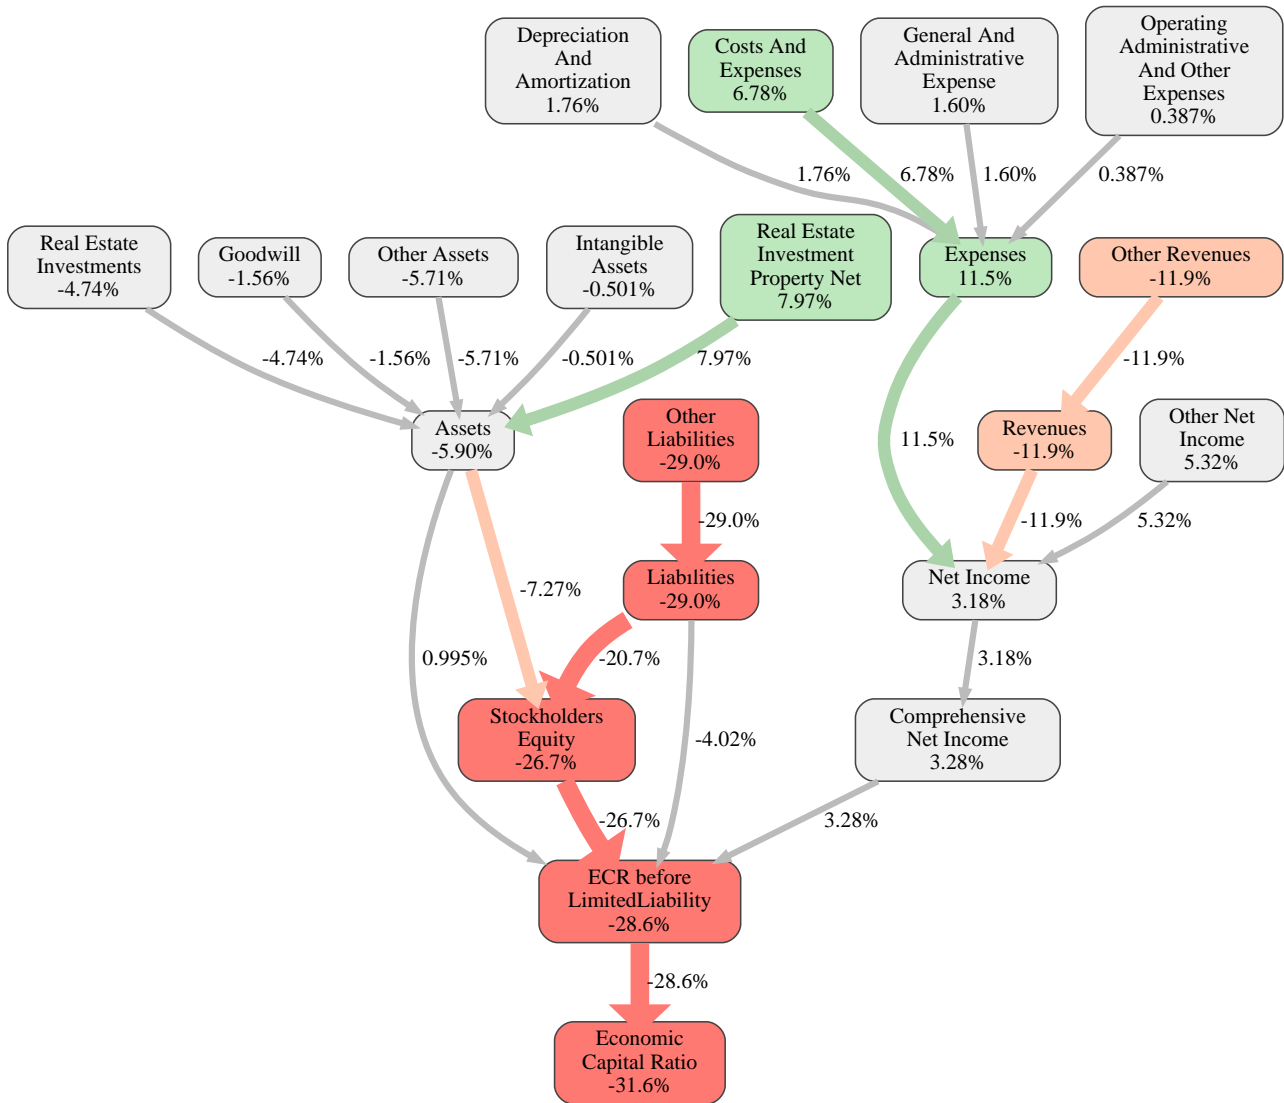 Depreciation
And
Amortization
1.76%
Costs And
Expenses
6.78%
General And
Administrative
Expense
1.60%
Operating
Administrative
And Other
Expenses
0.387%
1.76%
6.78%
1.60%
0.387%
Real Estate
Investments
-4.74%
Goodwill
-1.56%
Other Assets
-5.71%
Intangible
Assets
-0.501%
Real Estate
Investment
Property Net
7.97%
Expenses
11.5%
Other Revenues
-11.9%
-4.74%
-1.56%
-5.71%
-0.501%
7.97%
-11.9%
Assets
-5.90%
Other
Liabilities
-29.0%
11.5%
Revenues
-11.9%
Other Net
Income
5.32%
-29.0%
-11.9%
5.32%
-7.27%
Liabilities
-29.0%
Net Income
3.18%
0.995%
-20.7%
3.18%
Stockholders
Equity
-26.7%
-4.02%
Comprehensive
Net Income
3.28%
-26.7%
3.28%
ECR before
LimitedLiability
-28.6%
-28.6%
Economic
Capital Ratio
-31.6%